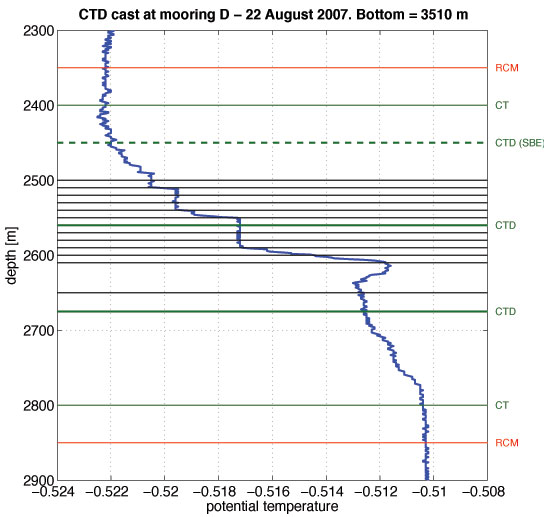 CTD cast at mooring D − 22 August 2007. Bottom = 3510 m
2300
RCM
2400
CT
CTD (SBE)
2500
CTD
depth [m]
2600
CTD
2700
2800
CT
RCM
2900
−0.524 −0.522 −0.52 −0.518 −0.516 −0.514 −0.512 −0.51 −0.508
potential temperature